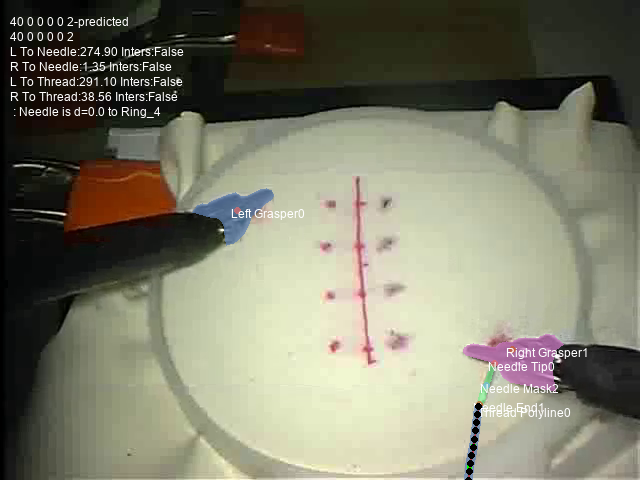 40 0 0 0 0 2-predicted
40 0 0 0 0 2
L To Needle:274.90 Inters:False
R To Needle:1.35 Inters:False
L To Thread:291.10 Inters:False
R To Thread:38.56 Inters:False
: Needle is d=0.0 to Ring_4
Left Grasper0
Right Grasper1
Needle Tip0
Needle Mask2
Needle End1
Thread Polyline0